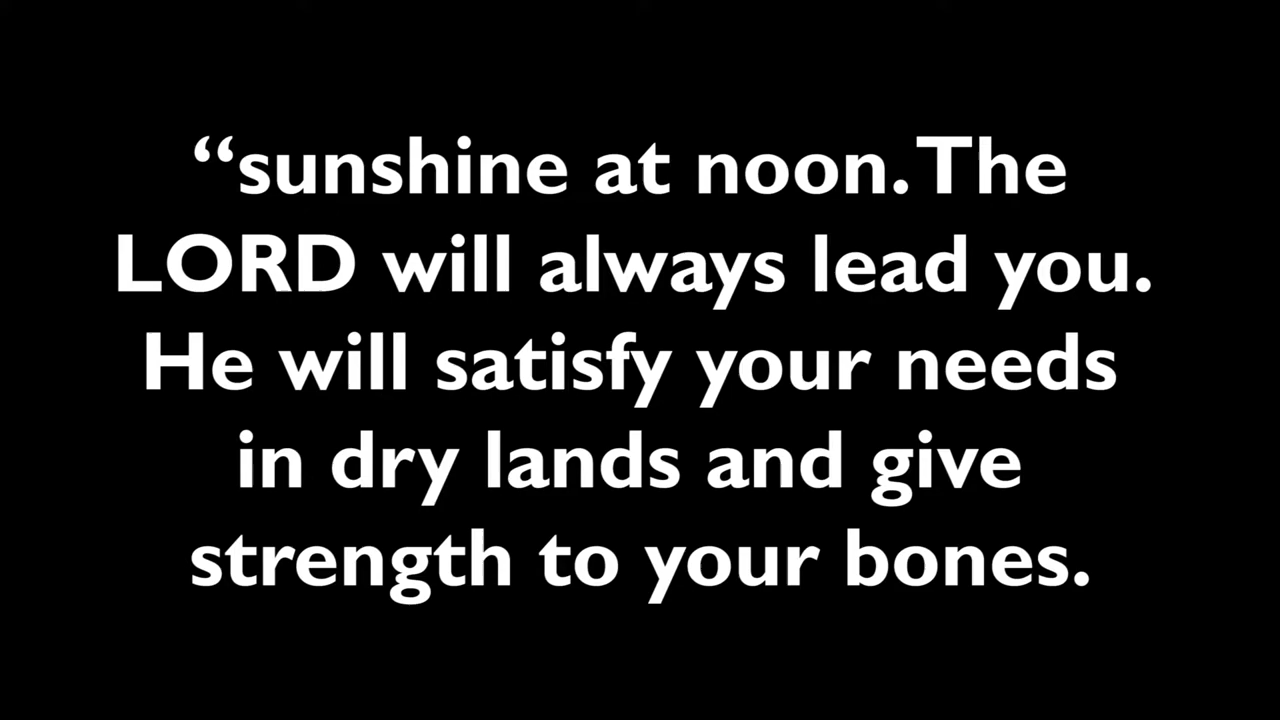 “sunshine at noon. The
LORD will always lead you.
He will satisfy your needs
in dry lands and give
strength to your bones.